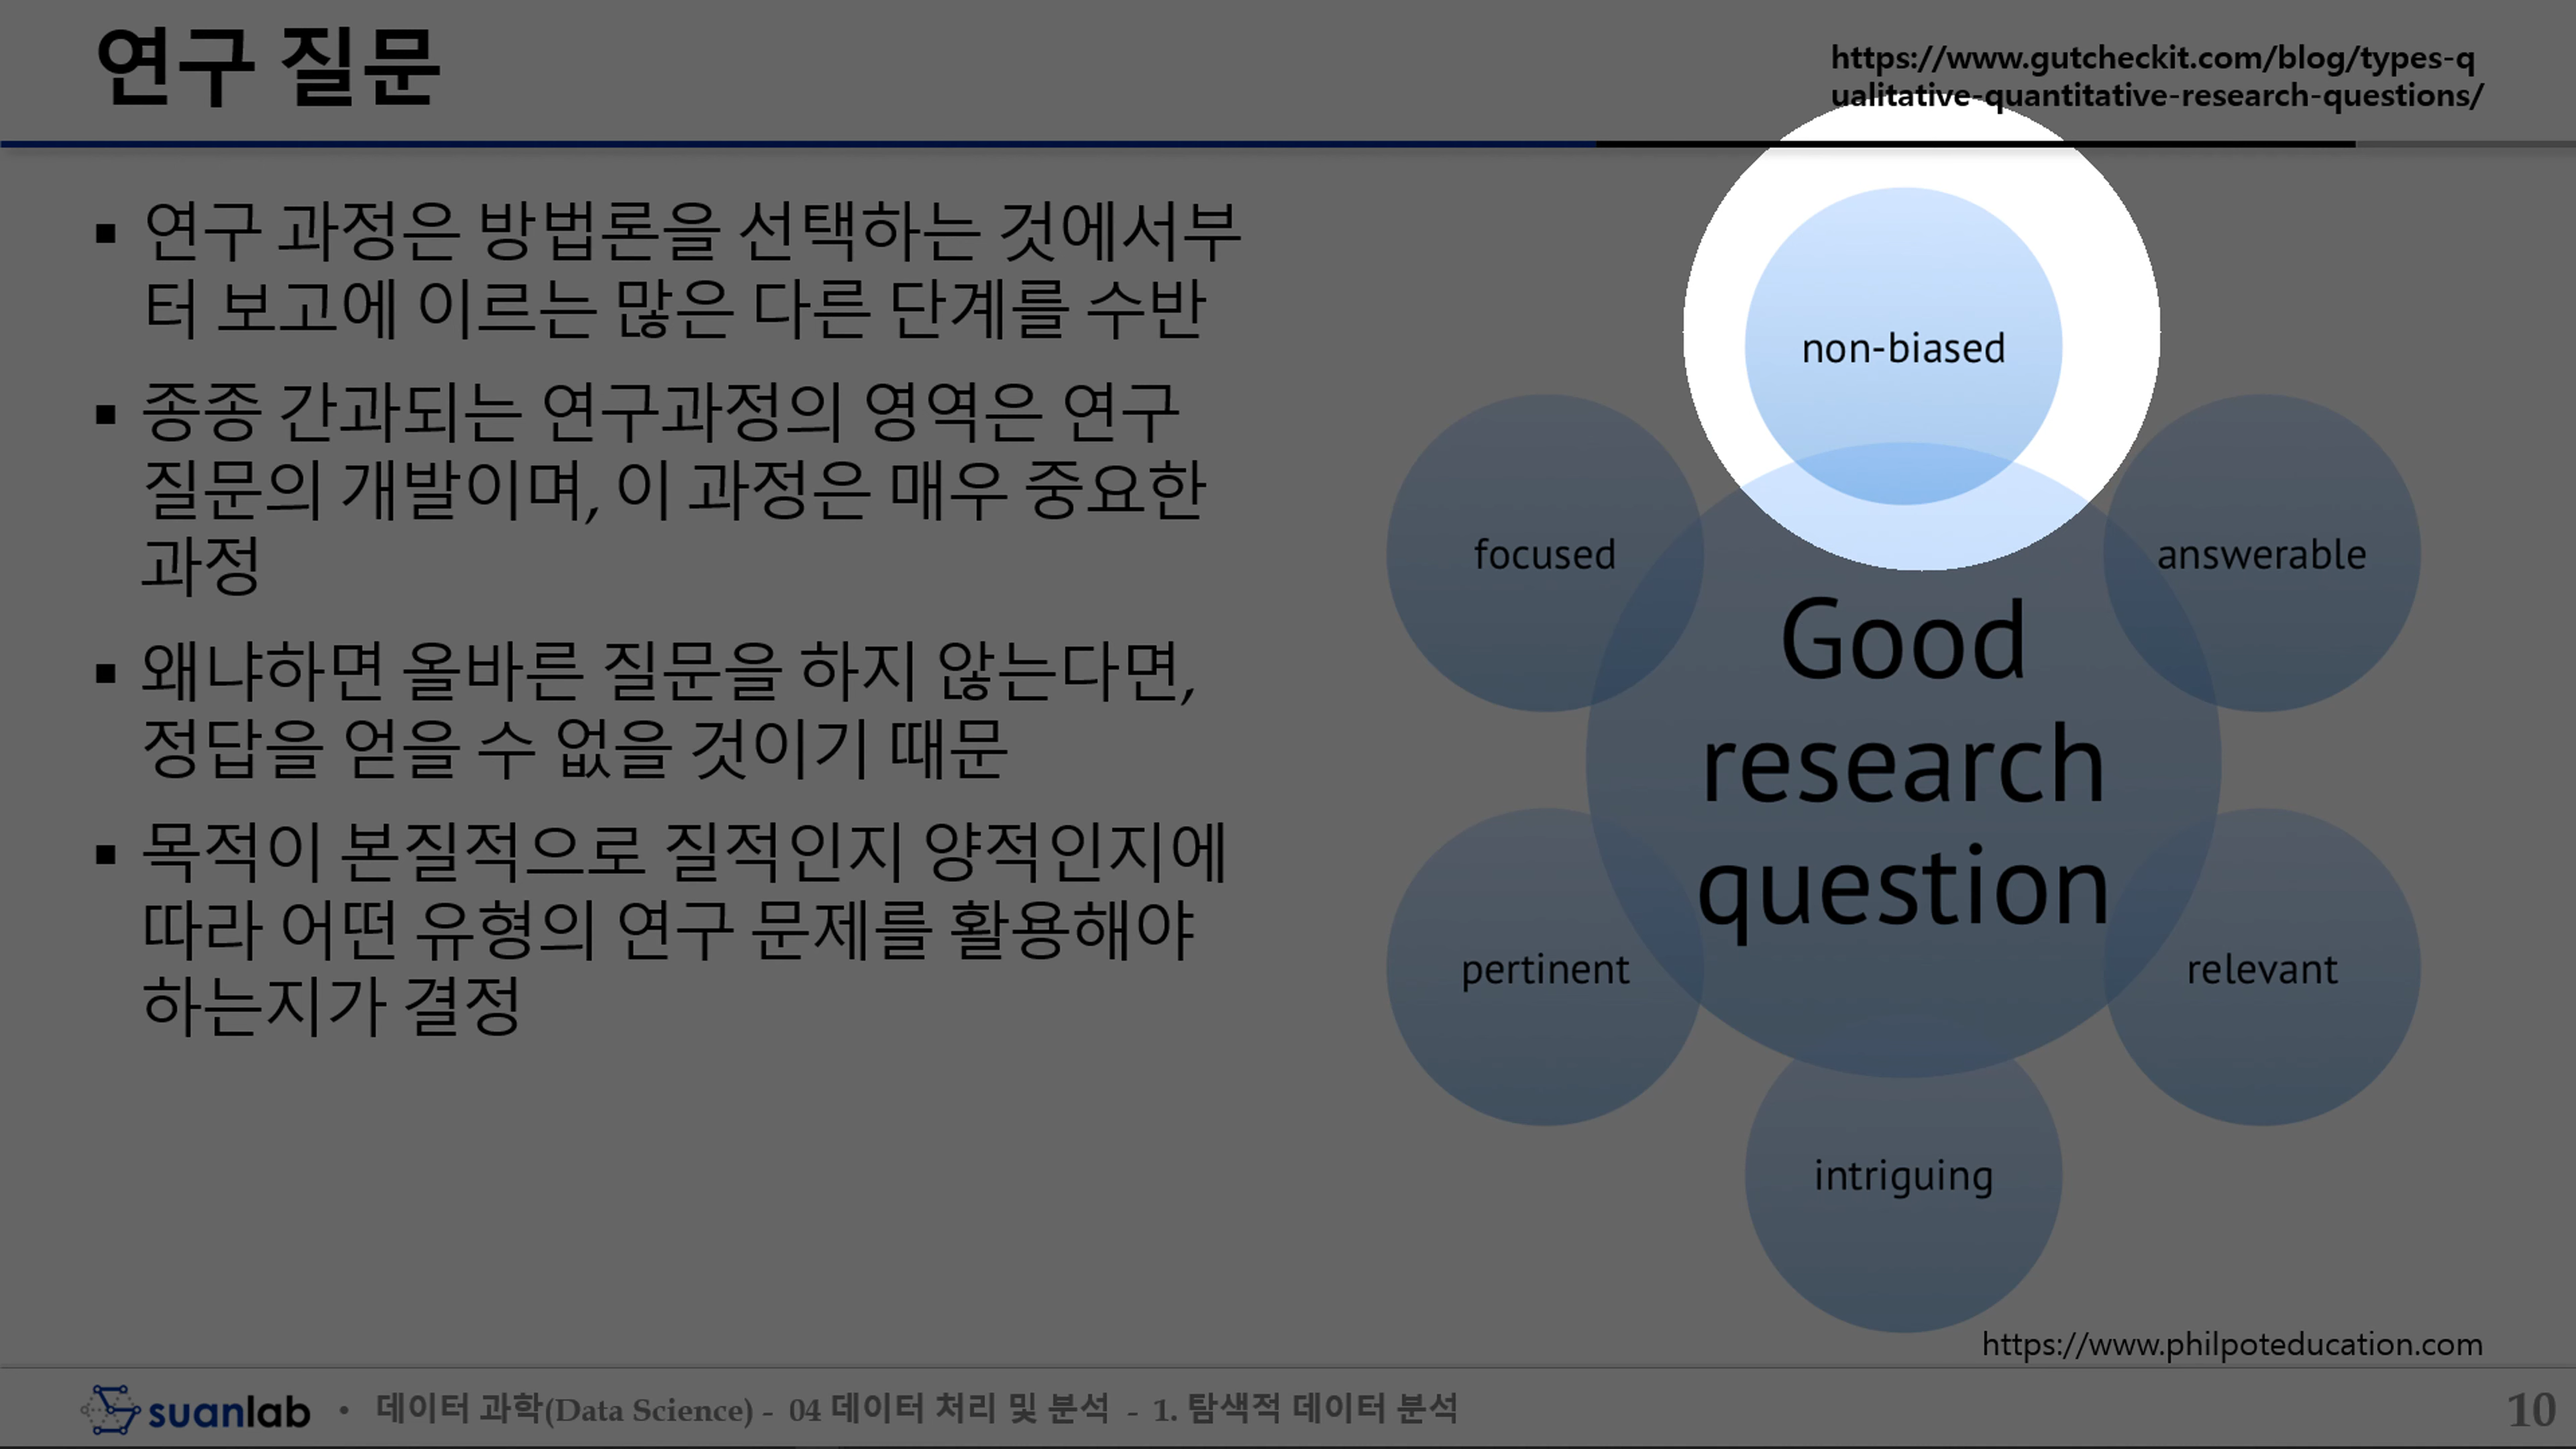 연구 질문
https://www.gutcheckit.com/blog/types-q
ualitative-quantitative-research-questions/
▪ 연구 과정은 방법론을 선택하는 것에서부
터 보고에 이르는 많은 다른 단계를 수반
▪ 종종 간과되는 연구과정의 영역은 연구
질문의 개발이며, 이 과정은 매우 중요한
과정
▪ 왜냐하면 올바른 질문을 하지 않는다면,
정답을 얻을 수 없을 것이기 때문
▪ 목적이 본질적으로 질적인지 양적인지에
따라 어떤 유형의 연구 문제를 활용해야
하는지가 결정
non-biased
focused
answerable
Good
research
question
pertinent
relevant
intriguing
https://www.philpoteducation.com
suanlab • 데이터 과학(Data Science) - 04 데이터 처리 및 분석 - 1. 탐색적 데이터 분석
10